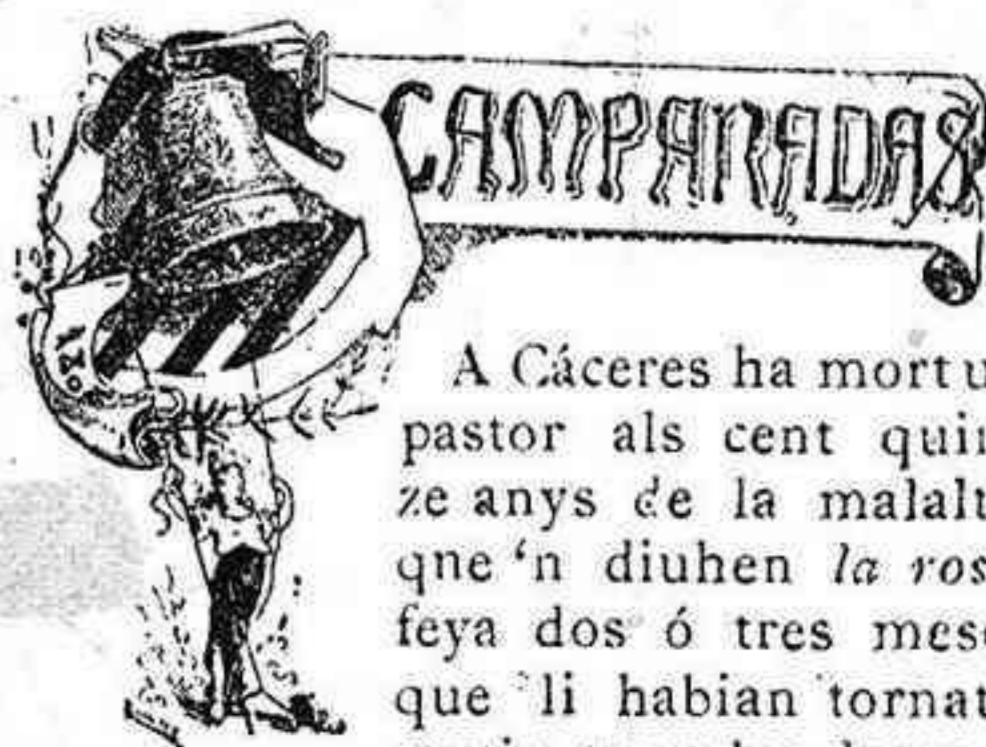 CAMPANADAS
A Cáceres ha mort u
pastor als cent quin
ze anys de la malalt
qne 'n diuhen la ros
feya dos ó tres mes
que li habian tornat